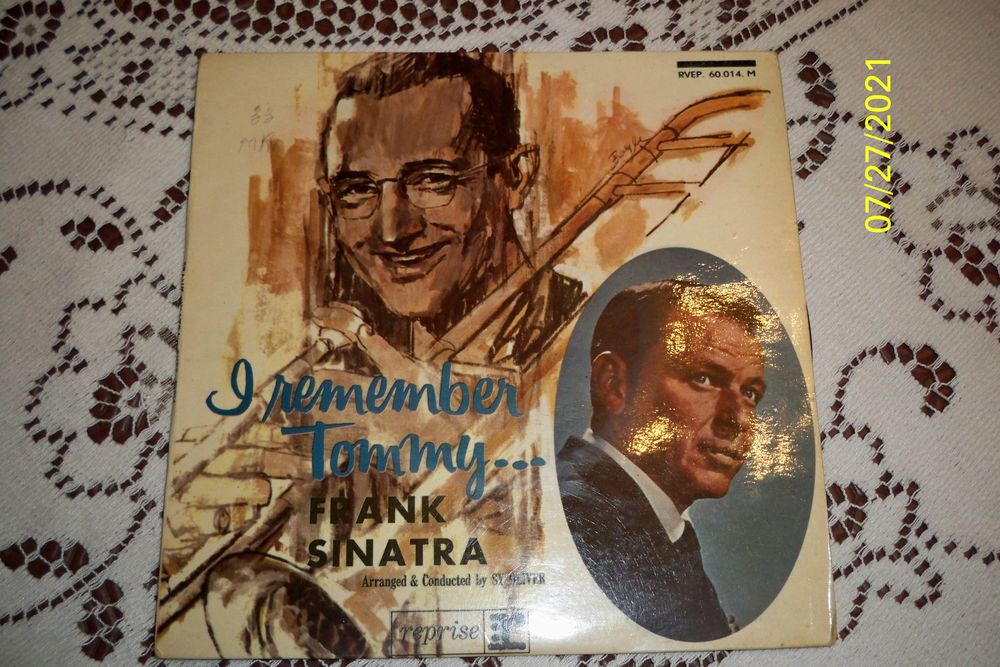 RVEP. 60.014. M
I remember
Tommy...
FRANK
SINATRA
Arranged & Conducted by SY OLIVER
reprise
07/27/2021